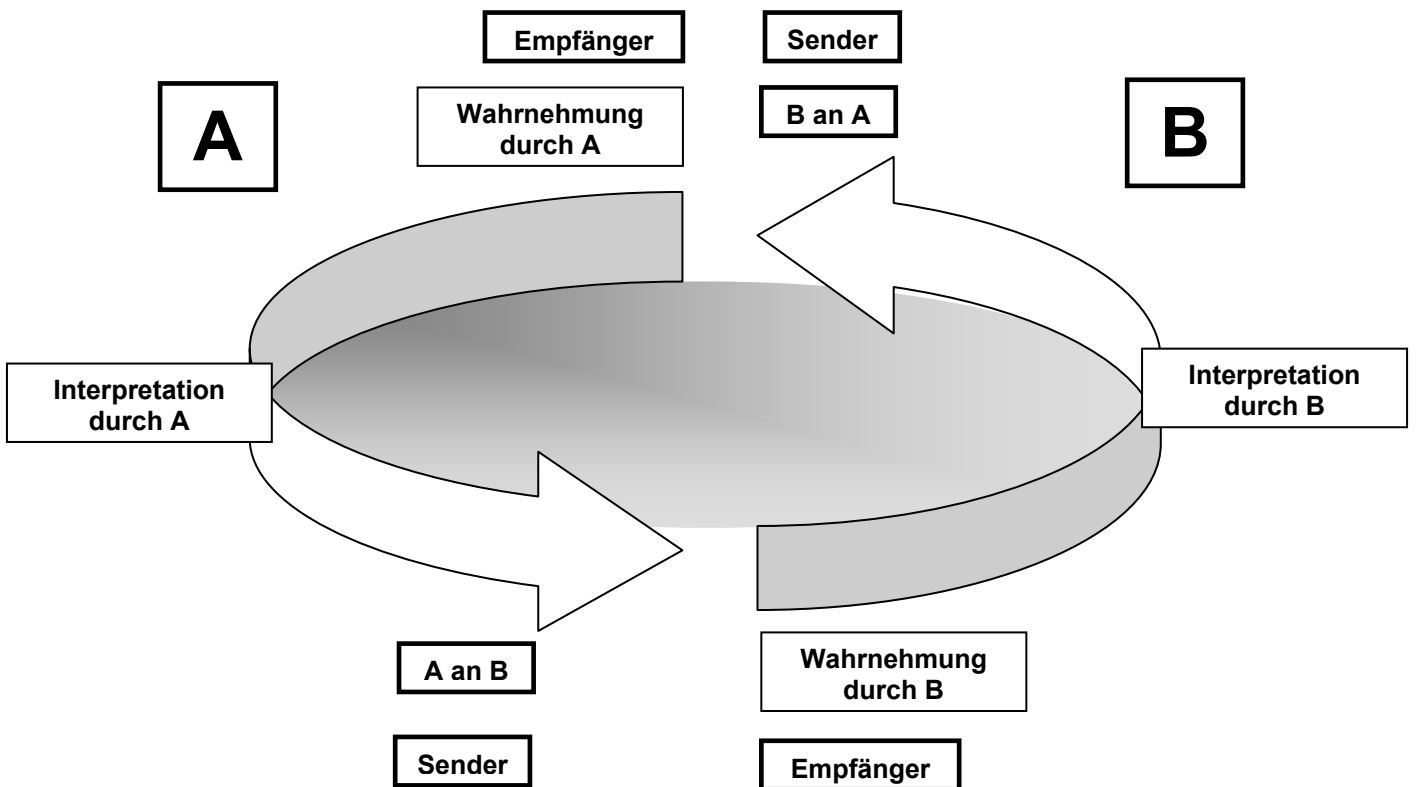 Empfänger
Sender
A
Wahrnehmung
durch A
B an A
B
Interpretation
durch A
Interpretation
durch B
A an B
Wahrnehmung
durch B
Sender
Empfänger